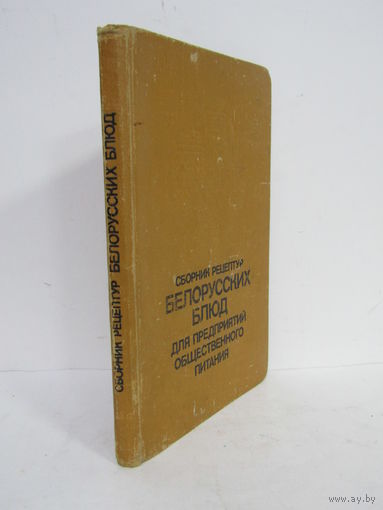 СБОРНИК РЕЦЕПТУР БЕЛОРУССКИХ БЛЮД
СБОРНИК РЕЦЕПТУР
БЕЛОРУССКИХ
БЛЮД
ДЛЯ ПРЕДПРИЯТИЙ
ОБЩЕСТВЕННОГО
ПИТАНИЯ
www.ay.by